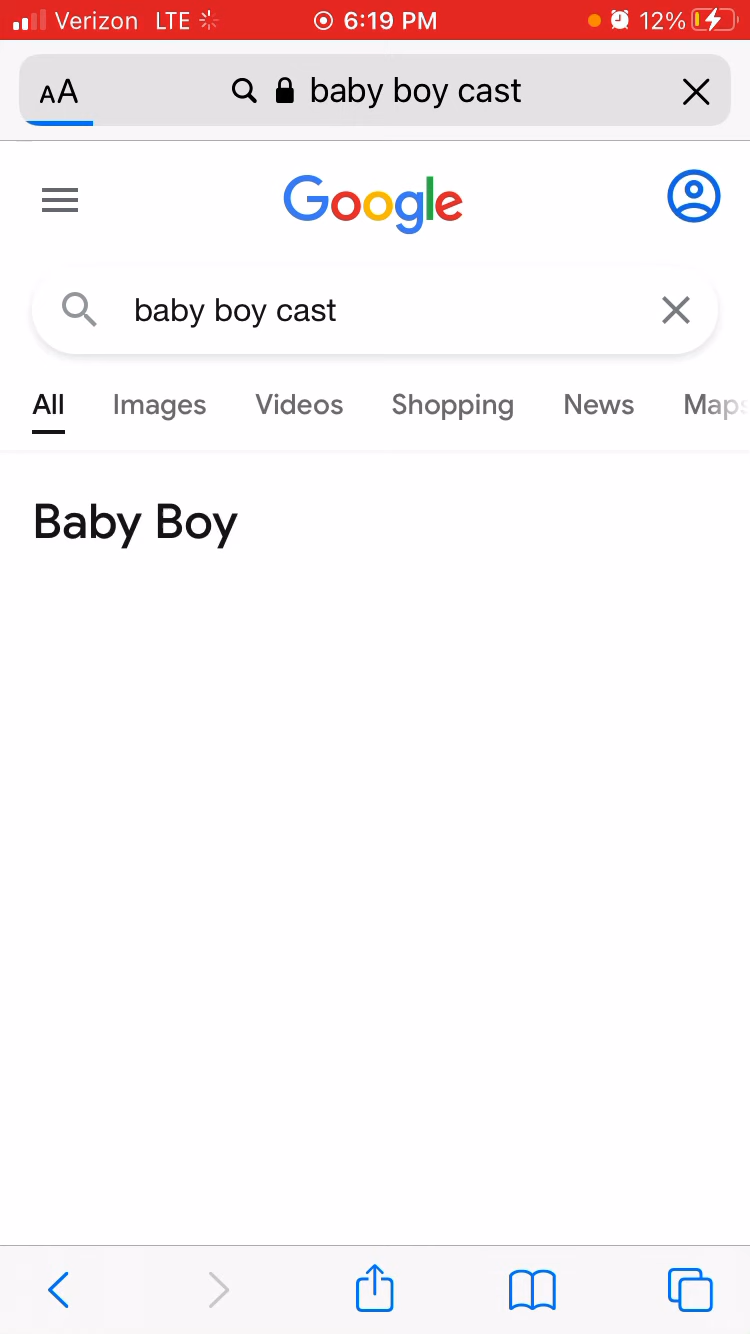 Verizon LTE 6:19 PM 12%
AA baby boy cast
Google
baby boy cast
All Images Videos Shopping News Maps
Baby Boy